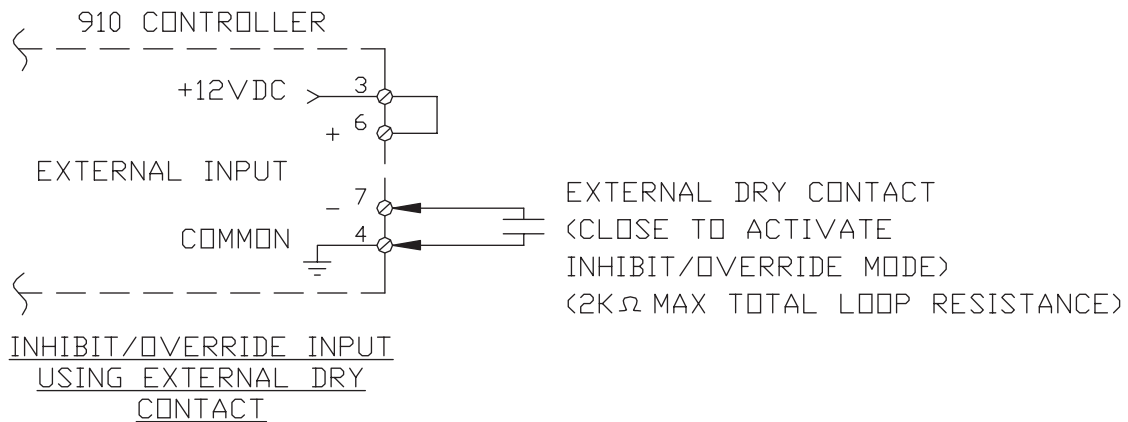 910 CONTROLLER
+12VDC 3
+ 6
EXTERNAL INPUT
- 7
COMMON 4
EXTERNAL DRY CONTACT
(CLOSE TO ACTIVATE
INHIBIT/OVERRIDE MODE)
(2KΩ MAX TOTAL LOOP RESISTANCE)
INHIBIT/OVERRIDE INPUT
USING EXTERNAL DRY
CONTACT